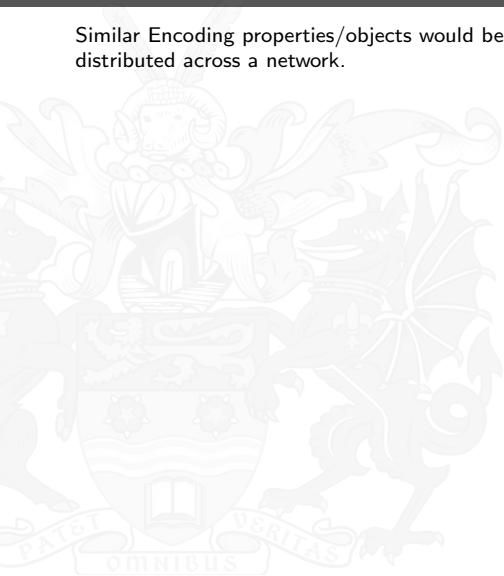 Similar Encoding properties/objects would be
distributed across a network.
PATET
OMNIBUS
VERITAS